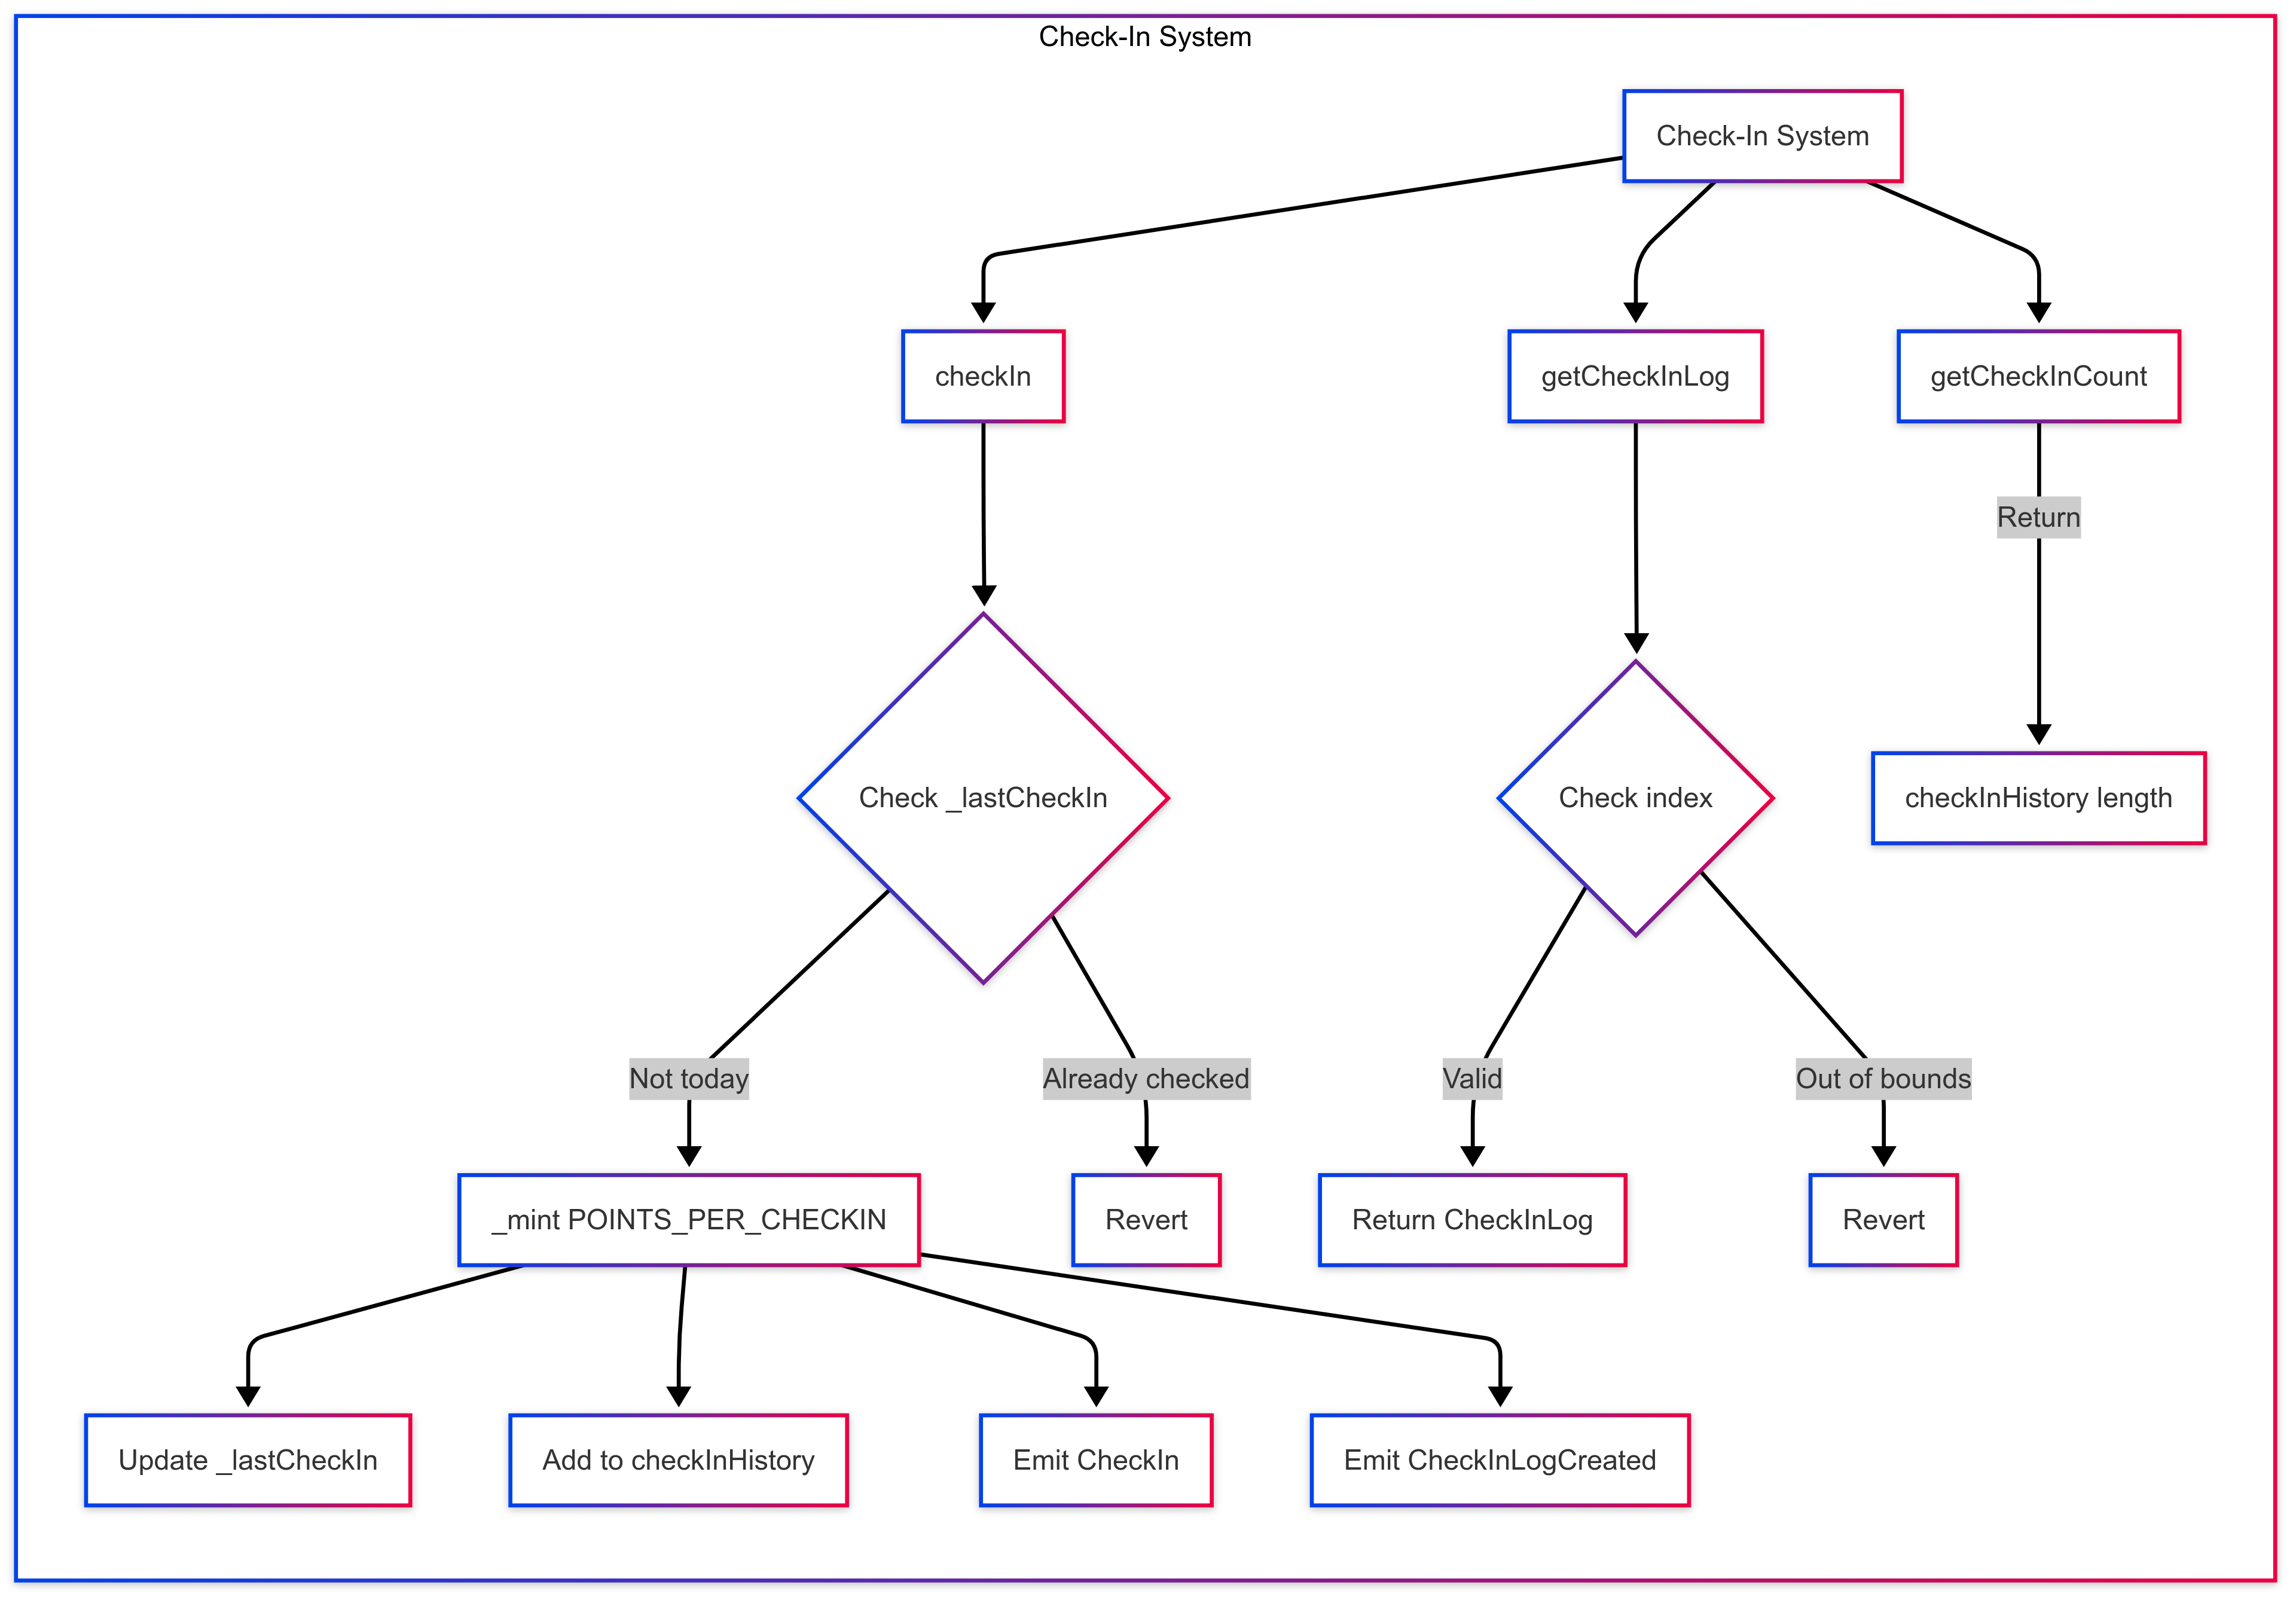 Check-In System
Check-In System
checkIn
getCheckInLog
getCheckInCount
Return
Check _lastCheckIn
Check index
checkInHistory length
Not today
Already checked
Valid
Out of bounds
_mint POINTS_PER_CHECKIN
Revert
Return CheckInLog
Revert
Update _lastCheckIn
Add to checkInHistory
Emit CheckIn
Emit CheckInLogCreated